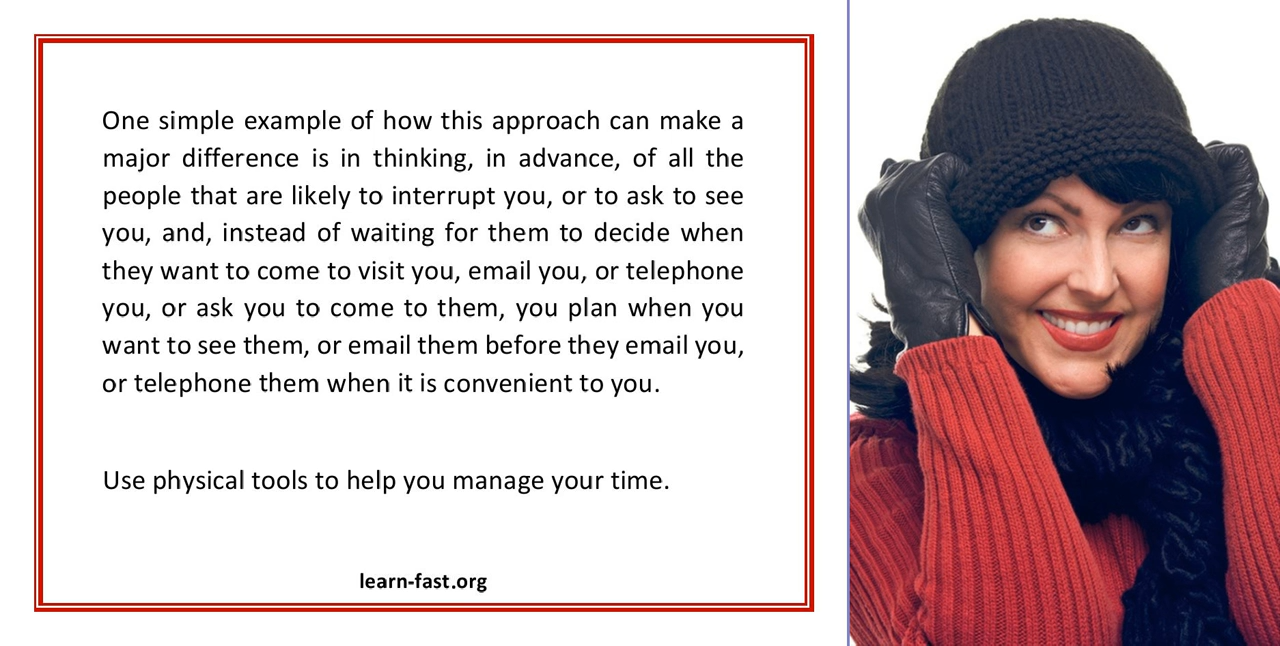 One simple example of how this approach can make a
major difference is in thinking, in advance, of all the
people that are likely to interrupt you, or to ask to see
you, and, instead of waiting for them to decide when
they want to come to visit you, email you, or telephone
you, or ask you to come to them, you plan when you
want to see them, or email them before they email you,
or telephone them when it is convenient to you.
Use physical tools to help you manage your time.
learn-fast.org